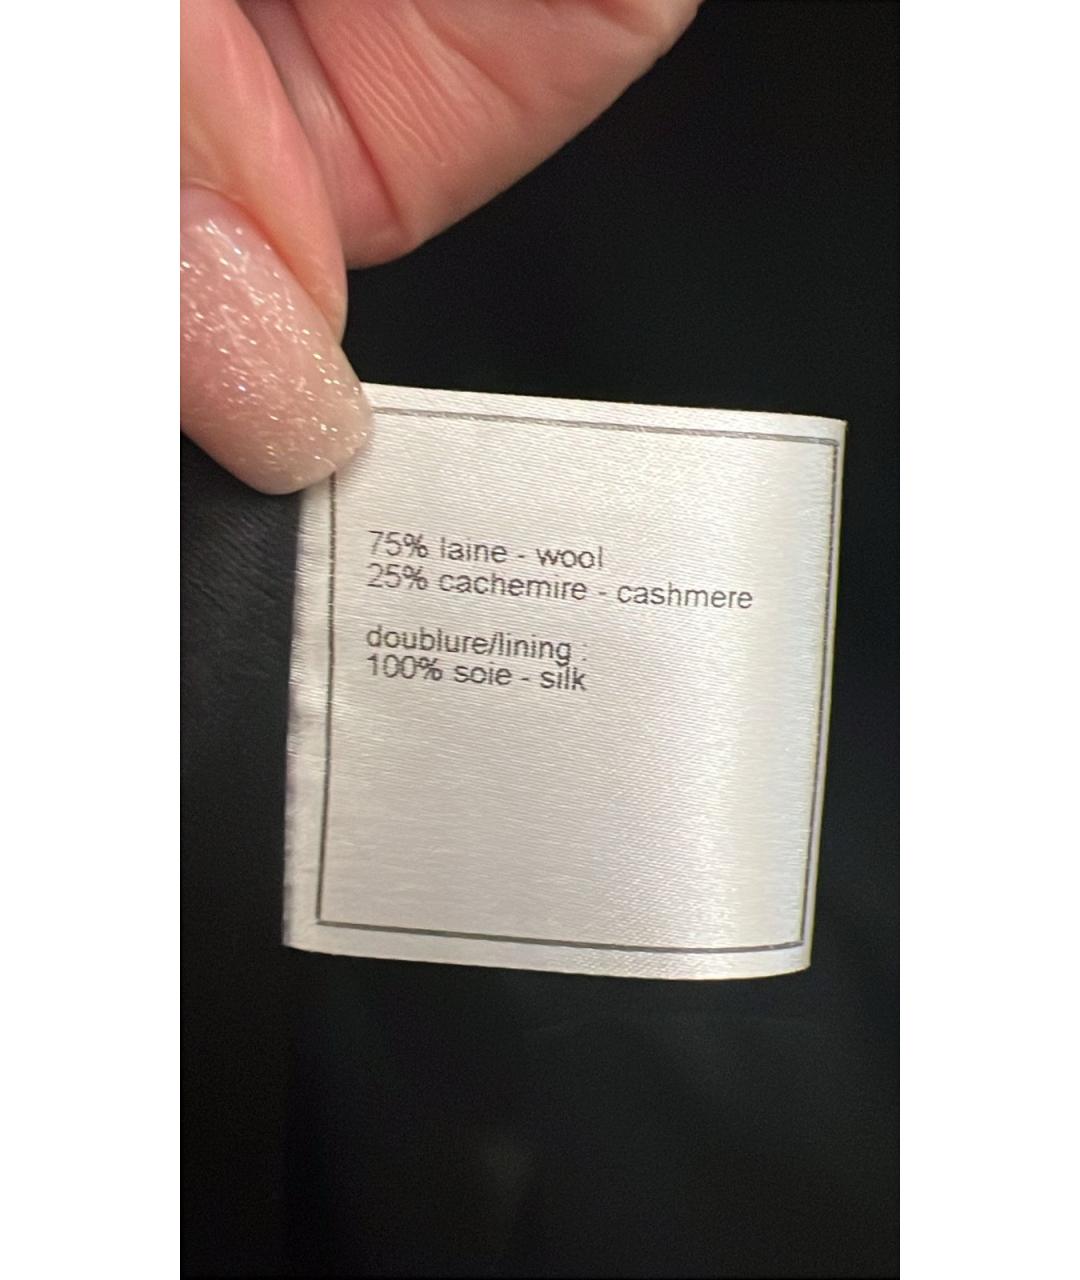 75% laine - wool
25% cachemire - cashmere
doublure/lining :
100% soie - silk